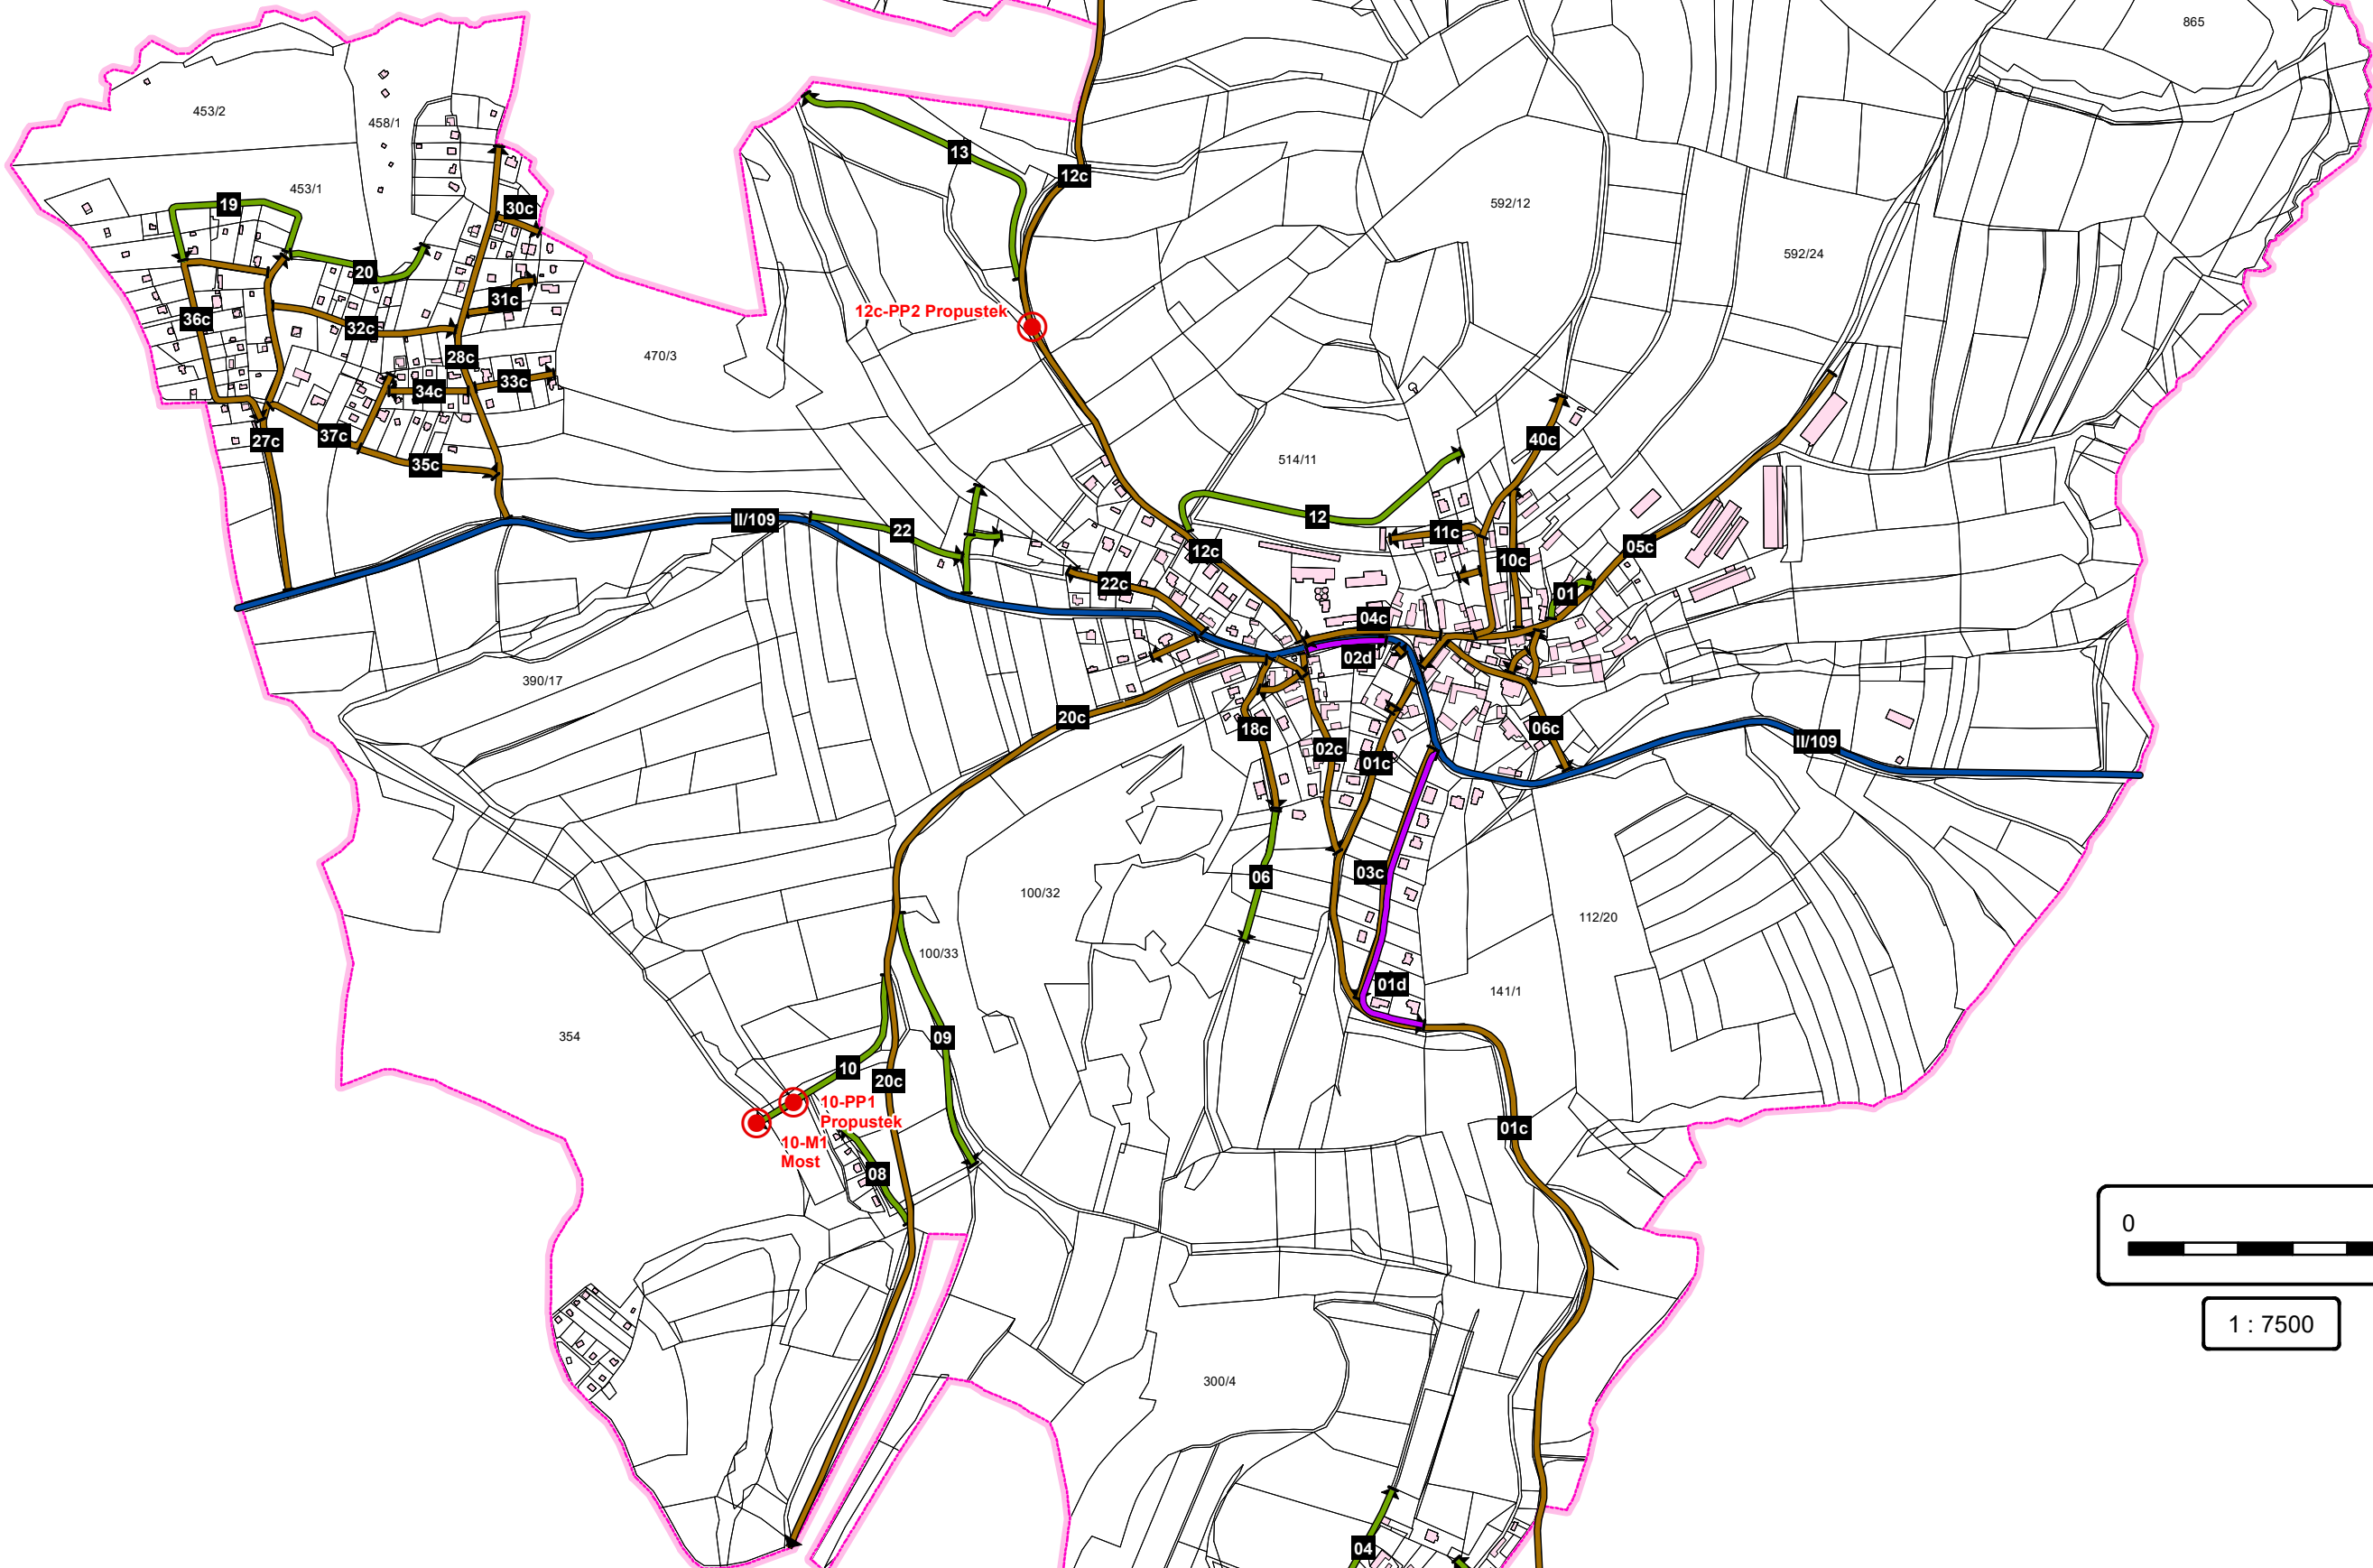 865
453/2
458/1
13
12c
453/1
19
30c
592/12
592/24
20
31c
12c-PP2 Propustek
36c
32c
28c
470/3
34c
33c
37c
27c
40c
514/11
35c
II/109
12
22
11c
12c
05c
10c
22c
01
04c
02d
390/17
20c
18c
06c
II/109
02c
01c
03c
06
100/32
112/20
100/33
01d
141/1
354
09
10
20c
10-PP1
Propustek
01c
10-M1
Most
08
0
1 : 7500
300/4
04